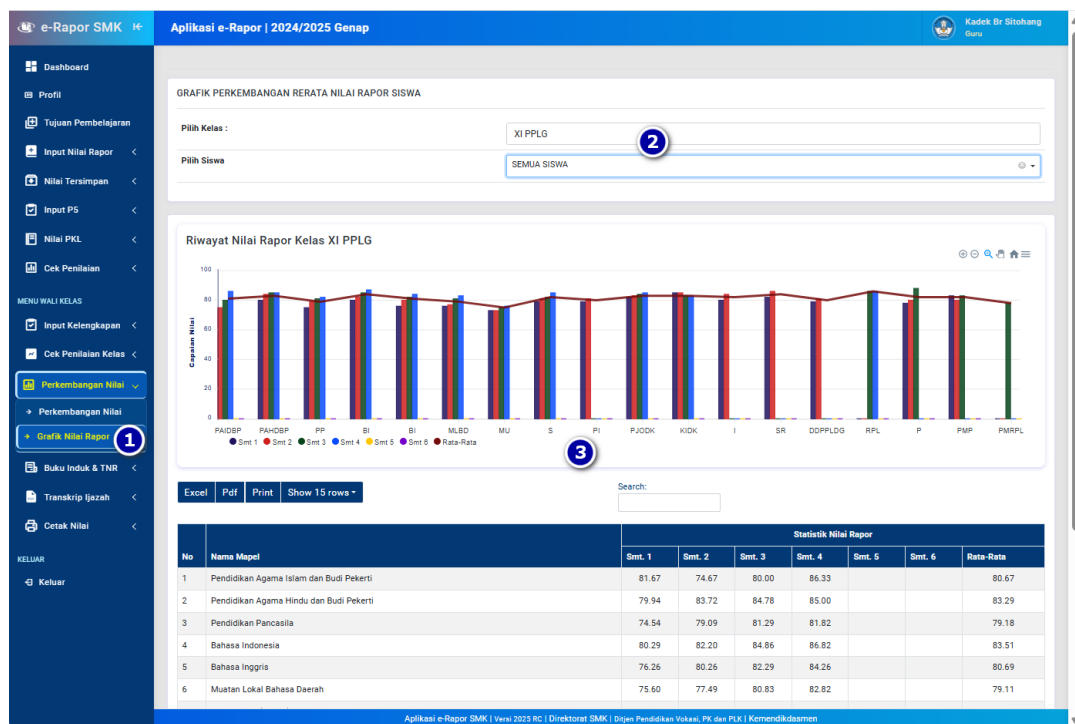 e-Rapor SMK
Aplikasi e-Rapor | 2024/2025 Genap
Kadek Br Sitohang
Guru
Dashboard
Profil
Tujuan Pembelajaran
Input Nilai Rapor
Nilai Tersimpan
Input P5
Nilai PKL
Cek Penilaian
MENU WALI KELAS
Input Kelengkapan
Cek Penilaian Kelas
Perkembangan Nilai
Perkembangan Nilai
Grafik Nilai Rapor
1
Buku Induk & TNR
Transkrip Ijazah
Cetak Nilai
KELUAR
Keluar
GRAFIK PERKEMBANGAN RERATA NILAI RAPOR SISWA
Pilih Kelas :
XI PPLG
2
Pilih Siswa
SEMUA SISWA
Riwayat Nilai Rapor Kelas XI PPLG
Capaian Nilai
100
80
60
40
20
0
PAIDBP PAHDBP PP BI BI MLBD MU S PI PJODK KIDK I SR DDPPLDG RPL P PMP PMRPL
Smt 1 Smt 2 Smt 3 Smt 4 Smt 5 Smt 6 Rata-Rata
3
Excel Pdf Print Show 15 rows
Search:
Statistik Nilai Rapor
No Nama Mapel Smt. 1 Smt. 2 Smt. 3 Smt. 4 Smt. 5 Smt. 6 Rata-Rata
1 Pendidikan Agama Islam dan Budi Pekerti 81.67 74.67 80.00 86.33 80.67
2 Pendidikan Agama Hindu dan Budi Pekerti 79.94 83.72 84.78 85.00 83.29
3 Pendidikan Pancasila 74.54 79.09 81.29 81.82 79.18
4 Bahasa Indonesia 80.29 82.20 84.86 86.82 83.51
5 Bahasa Inggris 76.26 80.26 82.29 84.26 80.69
6 Muatan Lokal Bahasa Daerah 75.60 77.49 80.83 82.82 79.11
Aplikasi e-Rapor SMK | Versi 2025 RC | Direktorat SMK | Ditjen Pendidikan Vokasi, PK dan PLK | Kemendikdasmen